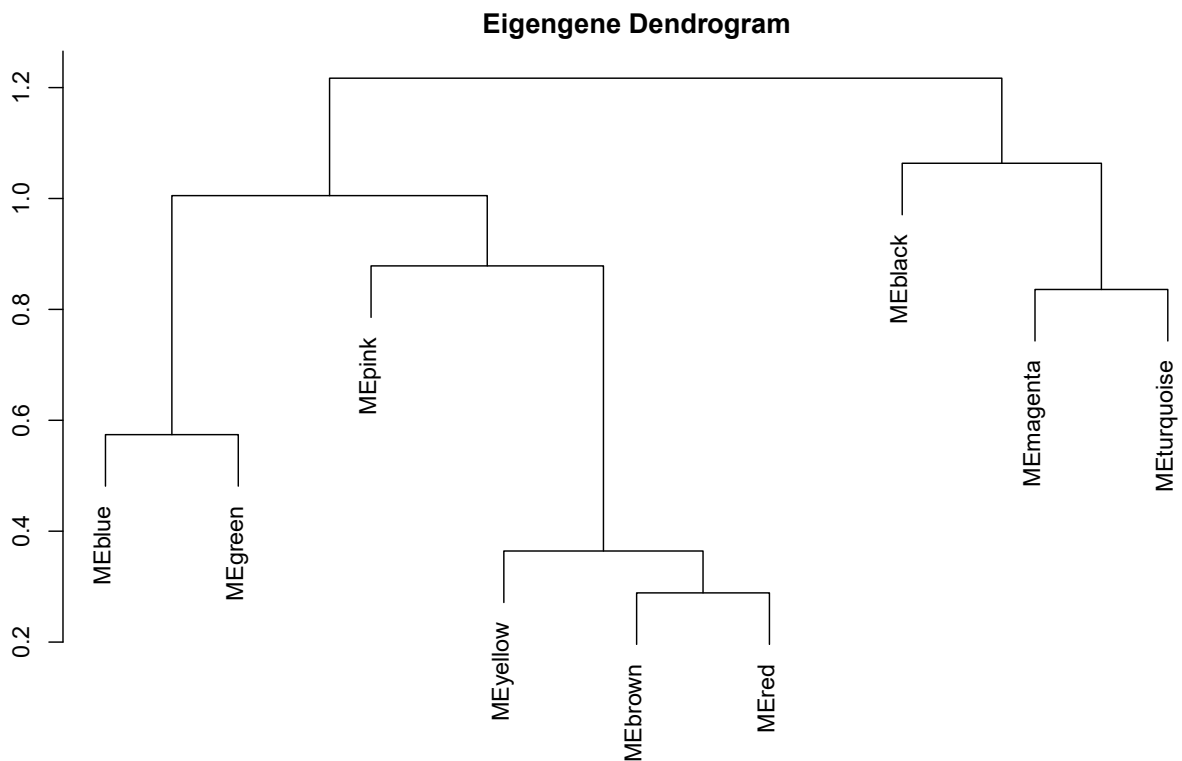 Eigengene Dendrogram
1.2
1.0
0.8
0.6
0.4
0.2
MEblue
MEgreen
MEpink
MEyellow
MEbrown
MEred
MEblack
MEmagenta
MEturquoise